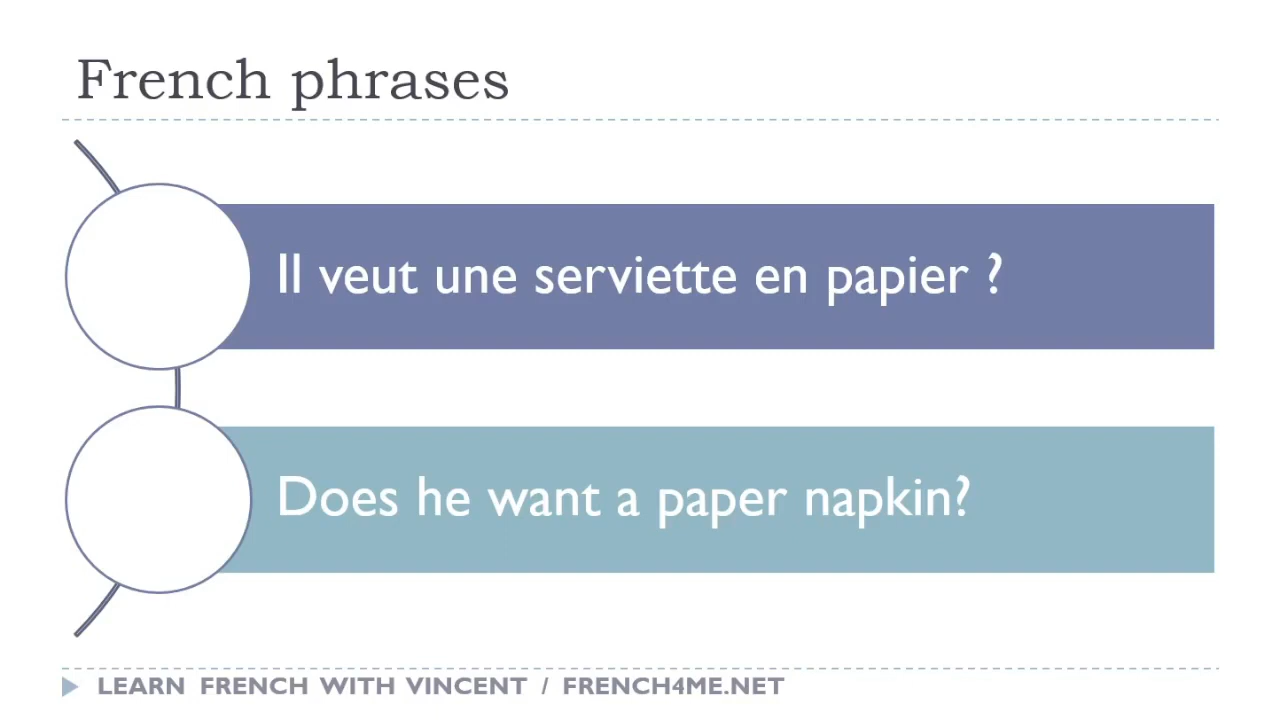 French phrases
Il veut une serviette en papier ?
Does he want a paper napkin?
LEARN FRENCH WITH VINCENT / FRENCH4ME.NET